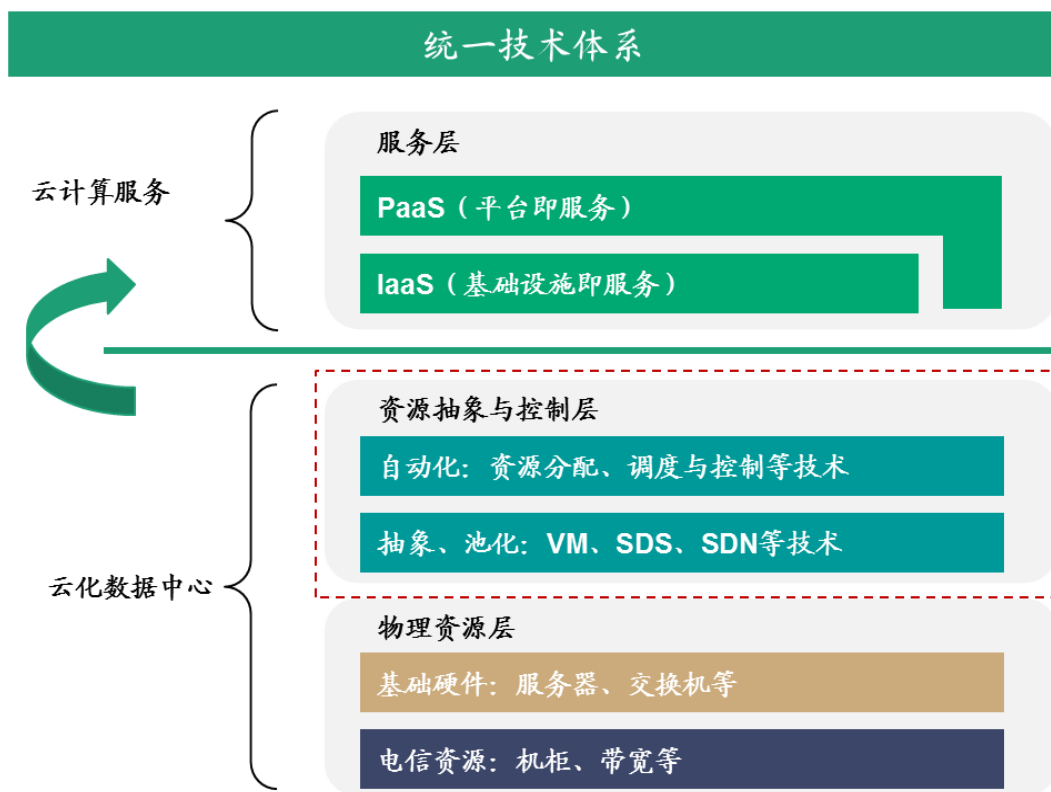 统一技术体系
服务层
云计算服务
PaaS（平台即服务）
IaaS（基础设施即服务）
资源抽象与控制层
自动化：资源分配、调度与控制等技术
抽象、池化：VM、SDS、SDN等技术
云化数据中心
物理资源层
基础硬件：服务器、交换机等
电信资源：机柜、带宽等